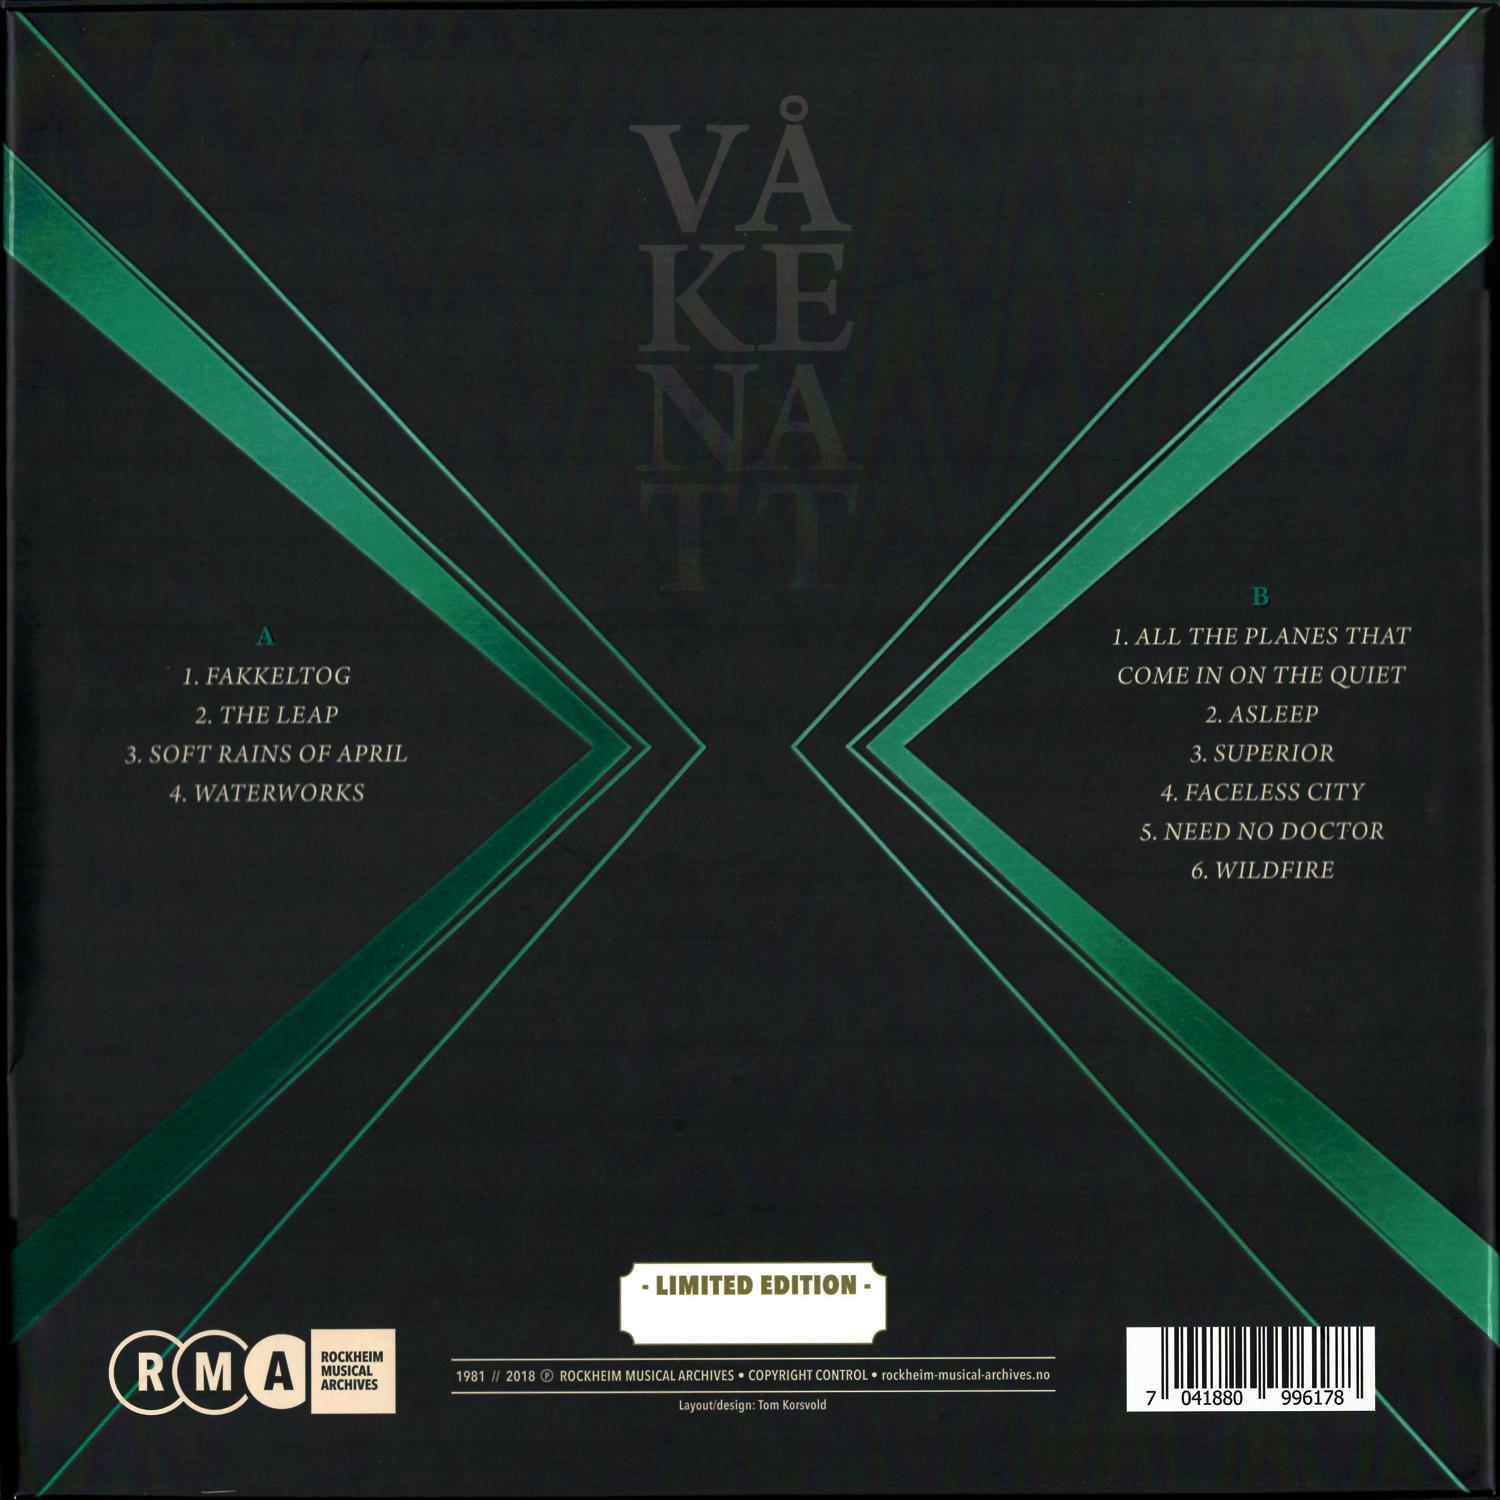 VÅ
KE
NA
TT
A
1. FAKKELTOG
2. THE LEAP
3. SOFT RAINS OF APRIL
4. WATERWORKS
B
1. ALL THE PLANES THAT
COME IN ON THE QUIET
2. ASLEEP
3. SUPERIOR
4. FACELESS CITY
5. NEED NO DOCTOR
6. WILDFIRE
- LIMITED EDITION -
RMA
ROCKHEIM
MUSICAL
ARCHIVES
1981 // 2018 ℗ ROCKHEIM MUSICAL ARCHIVES • COPYRIGHT CONTROL • rockheim-musical-archives.no
Layout/design: Tom Korsvold
7 041880 996178